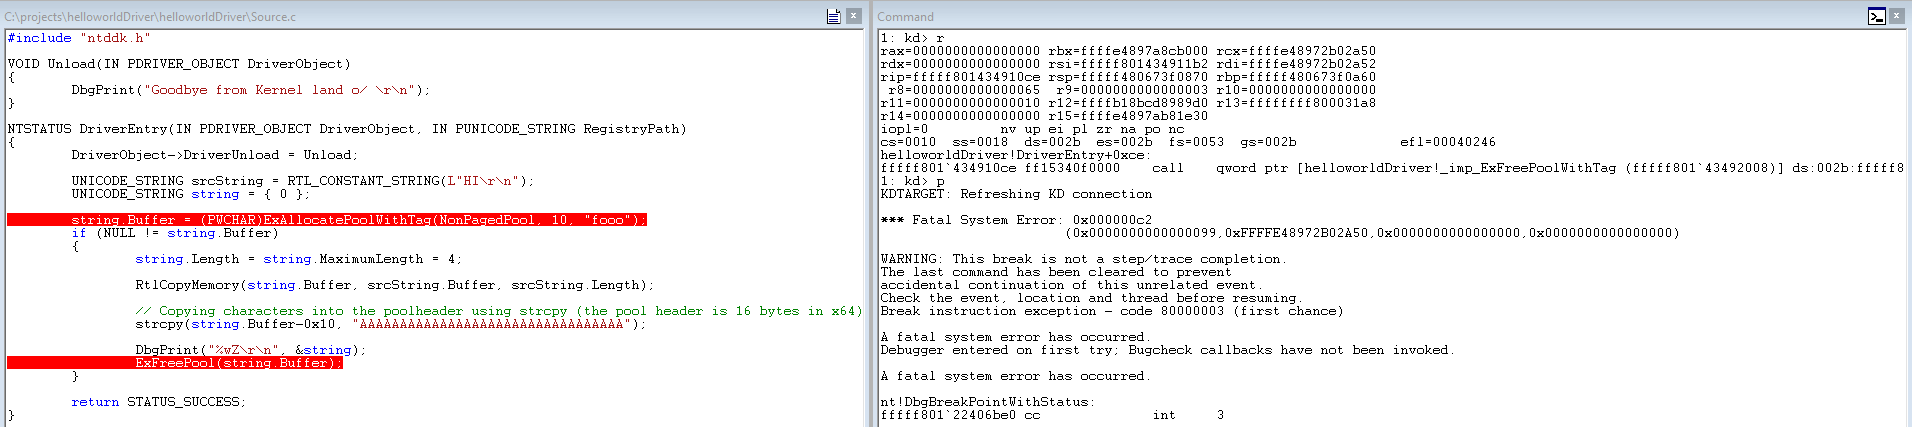 C:\projects\helloworldDriver\helloworldDriver\Source.c
#include "ntddk.h"
VOID Unload(IN PDRIVER_OBJECT DriverObject)
{
DbgPrint("Goodbye from Kernel land o/ \r\n");
}
NTSTATUS DriverEntry(IN PDRIVER_OBJECT DriverObject, IN PUNICODE_STRING RegistryPath)
{
DriverObject->DriverUnload = Unload;
UNICODE_STRING srcString = RTL_CONSTANT_STRING(L"HI\r\n");
UNICODE_STRING string = { 0 };
string.Buffer = (PWCHAR)ExAllocatePoolWithTag(NonPagedPool, 10, "fooo");
if (NULL != string.Buffer)
{
string.Length = string.MaximumLength = 4;
RtlCopyMemory(string.Buffer, srcString.Buffer, srcString.Length);
// Copying characters into the poolheader using strcpy (the pool header is 16 bytes in x64)
strcpy(string.Buffer-0x10, "AAAAAAAAAAAAAAAAAAAAAAAAAAAAAAAAA");
DbgPrint("%wZ\r\n", &string);
ExFreePool(string.Buffer);
}
return STATUS_SUCCESS;
}
Command
1: kd> r
rax=0000000000000000 rbx=ffffe4897a8cb000 rcx=ffffe48972b02a50
rdx=0000000000000000 rsi=fffff801434911b2 rdi=ffffe48972b02a52
rip=fffff801434910ce rsp=fffff480673f0870 rbp=fffff480673f0a60
r8=0000000000000065 r9=0000000000000003 r10=0000000000000000
r11=0000000000000010 r12=ffffb18bcd8989d0 r13=ffffffff800031a8
r14=0000000000000000 r15=ffffe4897ab81e30
iopl=0 nv up ei pl zr na po nc
cs=0010 ss=0018 ds=002b es=002b fs=0053 gs=002b efl=00040246
helloworldDriver!DriverEntry+0xce:
fffff801`434910ce ff15340f0000 call qword ptr [helloworldDriver!_imp_ExFreePoolWithTag (fffff801`43492008)] ds:002b:fffff8
1: kd> p
KDTARGET: Refreshing KD connection
*** Fatal System Error: 0x000000c2
(0x0000000000000099,0xFFFFE48972B02A50,0x0000000000000000,0x0000000000000000)
WARNING: This break is not a step/trace completion.
The last command has been cleared to prevent
accidental continuation of this unrelated event.
Check the event, location and thread before resuming.
Break instruction exception - code 80000003 (first chance)
A fatal system error has occurred.
Debugger entered on first try; Bugcheck callbacks have not been invoked.
A fatal system error has occurred.
nt!DbgBreakPointWithStatus:
fffff801`22406be0 cc int 3